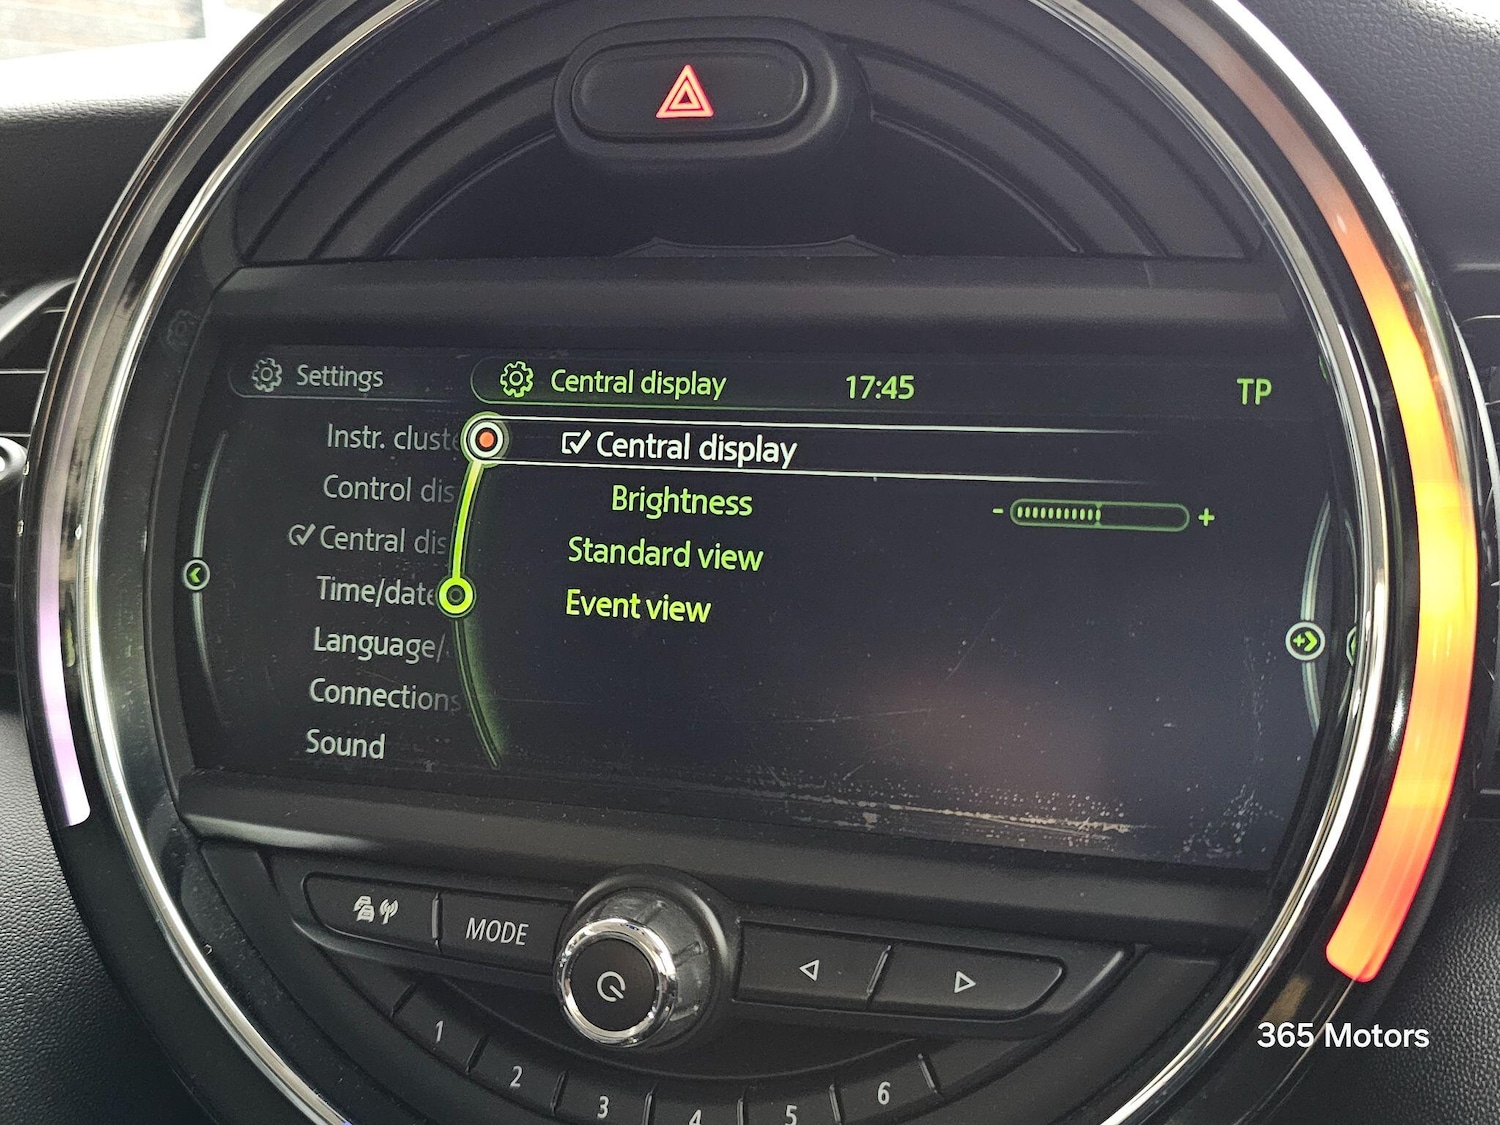 Settings
Central display
17:45
TP
Instr. cluste
Control dis
Central dis
Time/date
Language/
Connections
Sound
Central display
Brightness
- +
Standard view
Event view
MODE
1
2
3
4
5
6
365 Motors